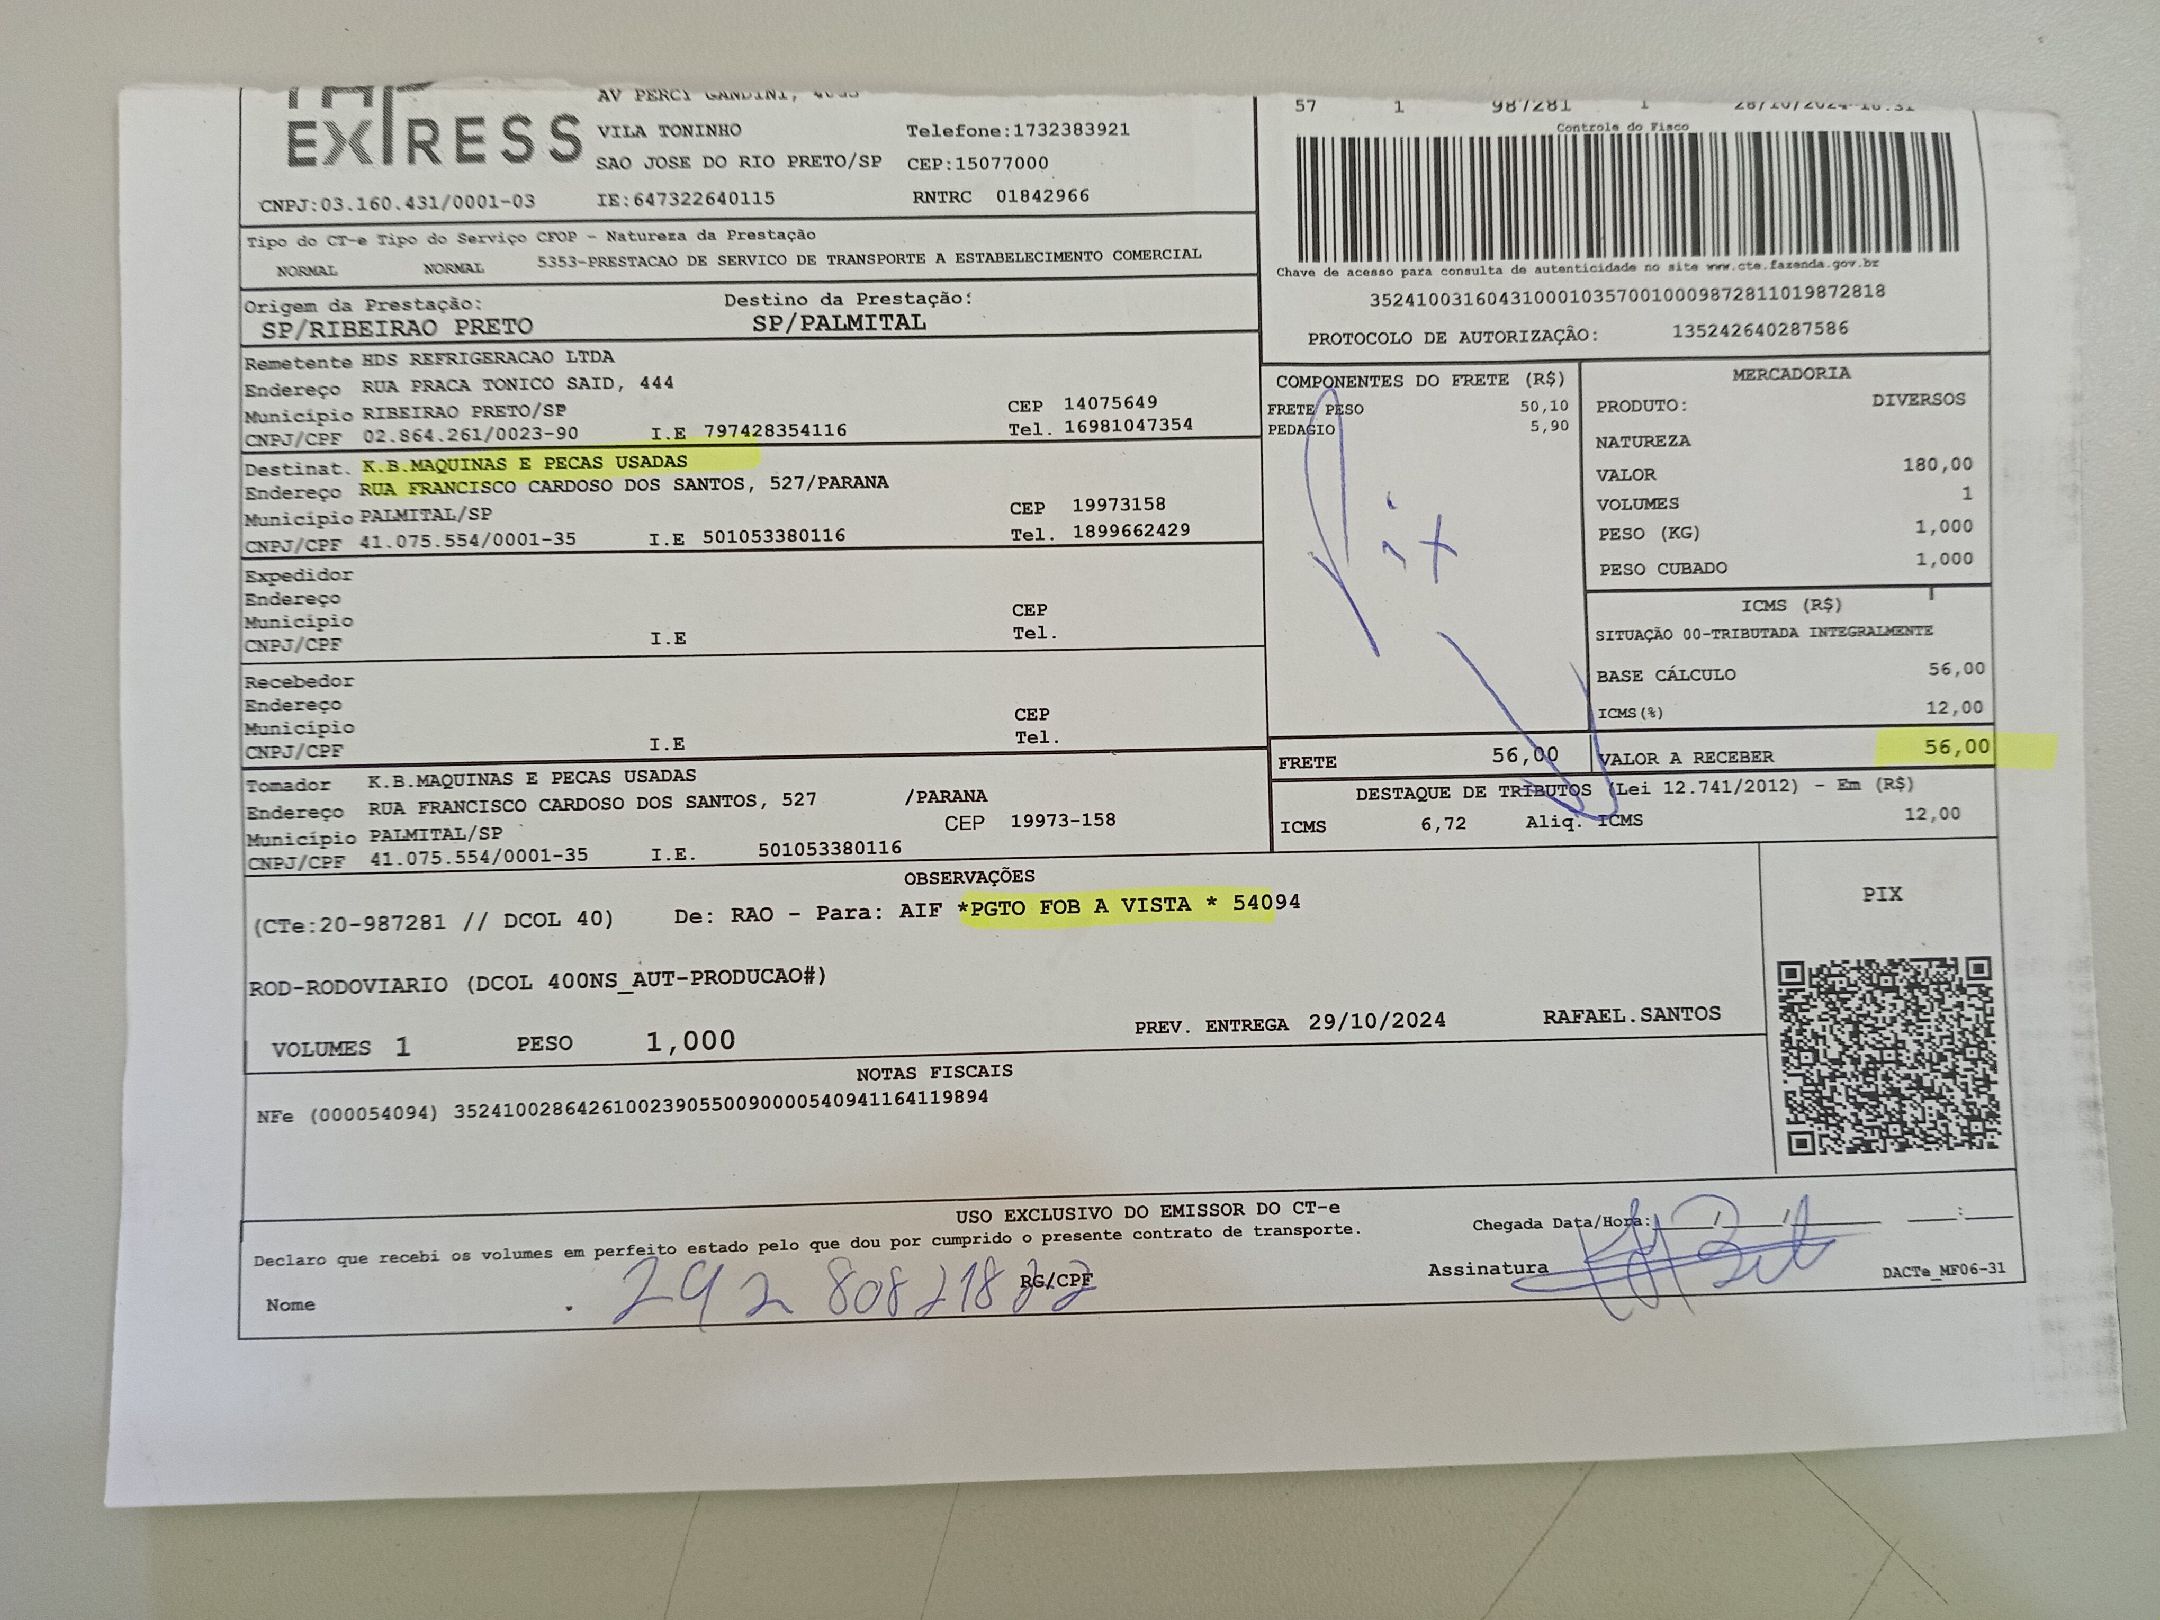 EXPRESS
AV PERCY GANDINI,
VILA TONINHO Telefone:1732383921
SAO JOSE DO RIO PRETO/SP CEP:15077000
CNPJ:03.160.431/0001-03 IE:647322640115 RNTRC 01842966
57 1 987281 1 28/10/2024
Controle do Fisco
Chave de acesso para consulta de autenticidade no site www.cte.fazenda.gov.br
35241003160431000103570010009872811019872818
PROTOCOLO DE AUTORIZAÇÃO: 135242640287586
Tipo do CT-e Tipo do Serviço CFOP - Natureza da Prestação
NORMAL NORMAL 5353-PRESTACAO DE SERVICO DE TRANSPORTE A ESTABELECIMENTO COMERCIAL
Origem da Prestação: Destino da Prestação:
SP/RIBEIRAO PRETO SP/PALMITAL
Remetente HDS REFRIGERACAO LTDA
Endereço RUA PRACA TONICO SAID, 444
Município RIBEIRAO PRETO/SP CEP 14075649
CNPJ/CPF 02.864.261/0023-90 I.E 797428354116 Tel. 16981047354
Destinat. K.B.MAQUINAS E PECAS USADAS
Endereço RUA FRANCISCO CARDOSO DOS SANTOS, 527/PARANA
Município PALMITAL/SP CEP 19973158
CNPJ/CPF 41.075.554/0001-35 I.E 501053380116 Tel. 1899662429
Expedidor
Endereço
Município CEP
CNPJ/CPF I.E Tel.
Recebedor
Endereço
Município CEP
CNPJ/CPF I.E Tel.
Tomador K.B.MAQUINAS E PECAS USADAS
Endereço RUA FRANCISCO CARDOSO DOS SANTOS, 527 /PARANA
Município PALMITAL/SP CEP 19973-158
CNPJ/CPF 41.075.554/0001-35 I.E. 501053380116
COMPONENTES DO FRETE (R$)
FRETE PESO 50,10
PEDAGIO 5,90
Pix
MERCADORIA
PRODUTO: DIVERSOS
NATUREZA
VALOR 180,00
VOLUMES 1
PESO (KG) 1,000
PESO CUBADO 1,000
ICMS (R$)
SITUAÇÃO 00-TRIBUTADA INTEGRALMENTE
BASE CÁLCULO 56,00
ICMS(%) 12,00
FRETE 56,00 VALOR A RECEBER 56,00
DESTAQUE DE TRIBUTOS (Lei 12.741/2012) - Em (R$)
ICMS 6,72 Aliq. ICMS 12,00
OBSERVAÇÕES
(CTe:20-987281 // DCOL 40) De: RAO - Para: AIF *PGTO FOB A VISTA * 54094
ROD-RODOVIARIO (DCOL 400NS_AUT-PRODUCAO#)
VOLUMES 1 PESO 1,000 PREV. ENTREGA 29/10/2024 RAFAEL.SANTOS
PIX
NOTAS FISCAIS
NFe (000054094) 35241002864261002390550090000540941164119894
USO EXCLUSIVO DO EMISSOR DO CT-e
Declaro que recebi os volumes em perfeito estado pelo que dou por cumprido o presente contrato de transporte.
Chegada Data/Hora: / / :
Nome RG/CPF Assinatura
DACTe_MF06-31